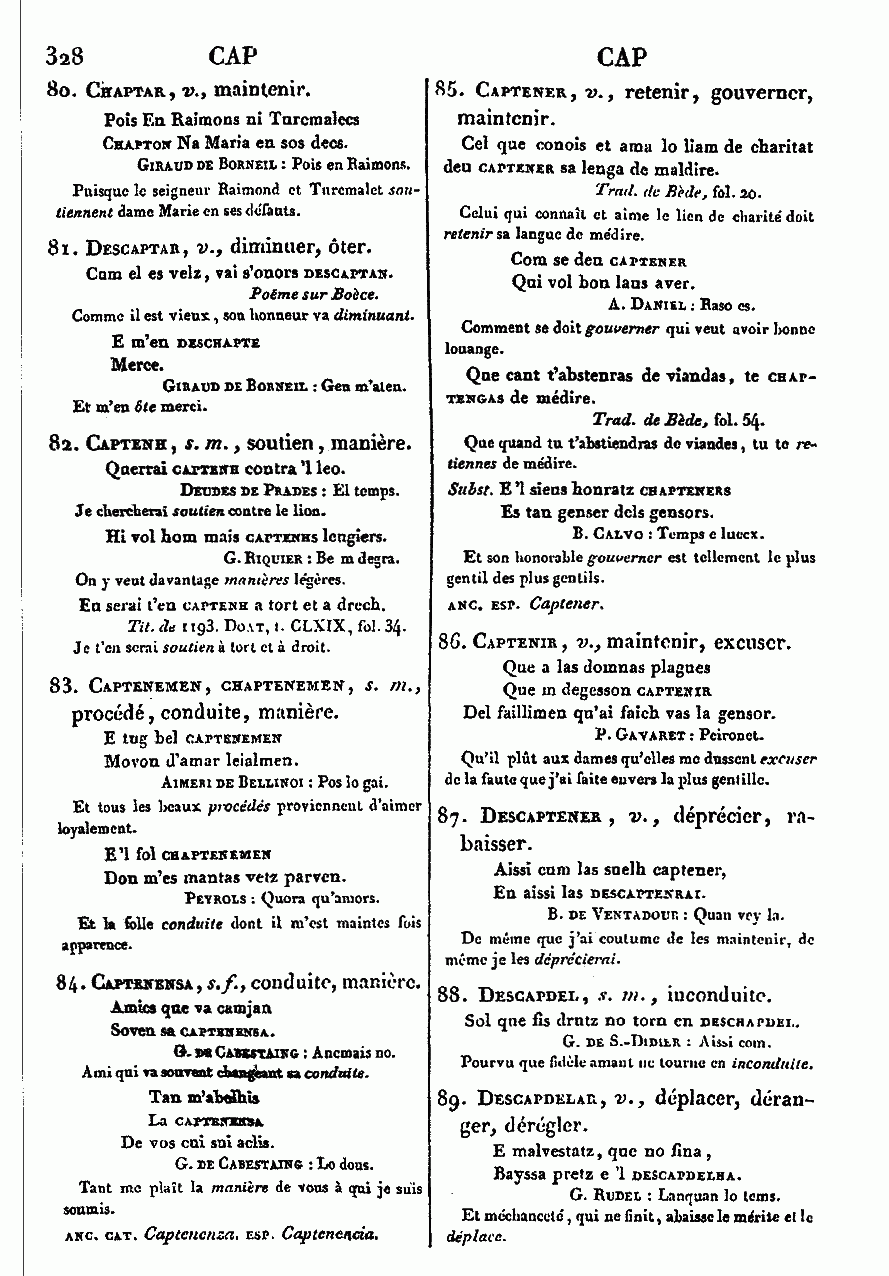 328 CAP CAP
80. CHAPTAR, v., maintenir.
Pois En Raimons ni Turcmalecs
CHAPTON Na Maria en sos decs.
GIRAUD DE BORNEIL : Pois en Raimons.
Puisque le seigneur Raimond et Turcmalet sou-
tiennent dame Marie en ses défauts.
81. DESCAPTAR, v., diminuer, ôter.
Cum el es velz, vai s'onors DESCAPTAN.
Poëme sur Boèce.
Comme il est vieux, son honneur va diminuant.
E m'en DESCHAPTE
Merce.
GIRAUD DE BORNEIL : Gen m'aten.
Et m'en ôte merci.
82. CAPTENH, s. m., soutien, manière.
Querrai CAPTENH contra 'l leo.
DEUDES DE PRADES : El temps.
Je chercherai soutien contre le lion.
Hi vol hom mais CAPTENHS lengiers.
G. RIQUIER : Be m degra.
On y veut davantage manières légères.
En serai t'en CAPTENH a tort et a drech.
Tit. de 1193. DOAT, t. CLXIX, fol. 34.
Je t'en serai soutien à tort et à droit.
83. CAPTENEMEN, CHAPTENEMEN, s. m.,
procédé, conduite, manière.
E tug bel CAPTENEMEN
Movon d'amar leialmen.
AIMERI DE BELLINOI : Pos lo gai.
Et tous les beaux procédés proviennent d'aimer
loyalement.
E 'l fol CHAPTENEMEN
Don m'es mantas vetz parven.
PEYROLS : Quora qu'amors.
Et la folle conduite dont il m'est maintes fois
apparence.
84. CAPTENENSA, s. f., conduite, manière.
Amics que va camjan
Soven sa CAPTENENSA.
G. DE CABESTAING : Ancmais no.
Ami qui va souvent changeant sa conduite.
Tan m'abelhis
La CAPTENENSA
De vos cui sui aclis.
G. DE CABESTAING : Lo dous.
Tant me plaît la manière de vous à qui je suis
soumis.
ANC. CAT. Captenenza. ESP. Captenencia.
85. CAPTENER, v., retenir, gouverner,
maintenir.
Cel que conois et ama lo liam de charitat
deu CAPTENER sa lenga de maldire.
Trad. de Bède, fol. 20.
Celui qui connaît et aime le lien de charité doit
retenir sa langue de médire.
Com se deu CAPTENER
Qui vol bon laus aver.
A. DANIEL : Raso es.
Comment se doit gouverner qui veut avoir bonne
louange.
Que cant t'abstenras de viandas, te CHAP-
TENGAS de médire.
Trad. de Bède, fol. 54.
Que quand tu t'abstiendras de viandes, tu te re-
tiennes de médire.
Subst. E 'l sieus honratz CHAPTENERS
Es tan genser dels gensors.
B. CALVO : Temps e luecx.
Et son honorable gouverner est tellement le plus
gentil des plus gentils.
ANC. ESP. Captener.
86. CAPTENIR, v., maintenir, excuser.
Que a las domnas plagues
Que m degesson CAPTENIR
Del faillimen qu'ai faich vas la gensor.
P. GAVARET : Peironet.
Qu'il plût aux dames qu'elles me dussent excuser
de la faute que j'ai faite envers la plus gentille.
87. DESCAPTENER, v., déprécier, ra-
baisser.
Aissi cum las suelh captener,
En aissi las DESCAPTENRAI.
B. DE VENTADOUR : Quan vey la.
De même que j'ai coutume de les maintenir, de
même je les déprécierai.
88. DESCAPDEL, s. m., inconduite.
Sol que fis drutz no torn en DESCHAPDEL.
G. DE S.-DIDIER : Aissi com.
Pourvu que fidèle amant ne tourne en inconduite.
89. DESCAPDELAR, v., déplacer, déran-
ger, dérégler.
E malvestatz, que no fina,
Bayssa pretz e 'l DESCAPDELHA.
G. RUDEL : Lanquan lo tems.
Et méchanceté, qui ne finit, abaisse le mérite et le
déplace.